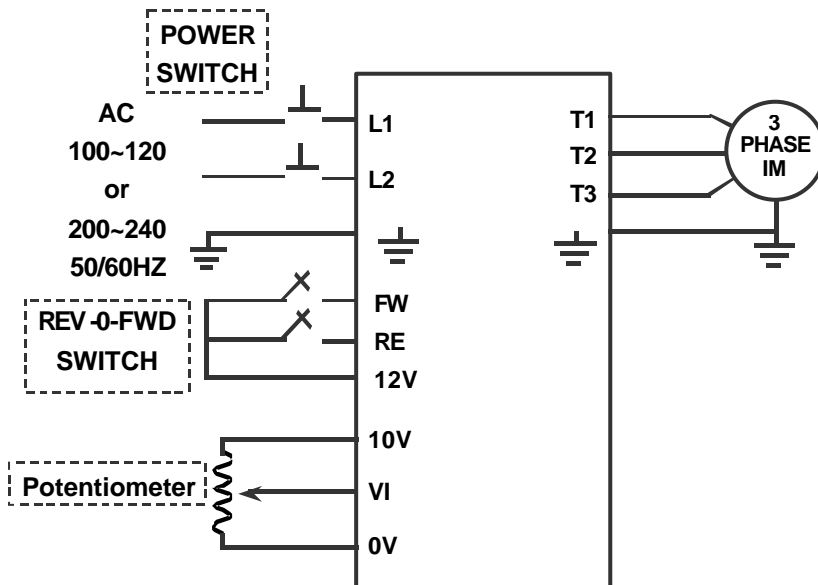 POWER
SWITCH
AC
100~120
or
200~240
50/60HZ
L1
L2
T1
T2
T3
3
PHASE
IM
REV-0-FWD
SWITCH
FW
RE
12V
10V
Potentiometer
VI
0V